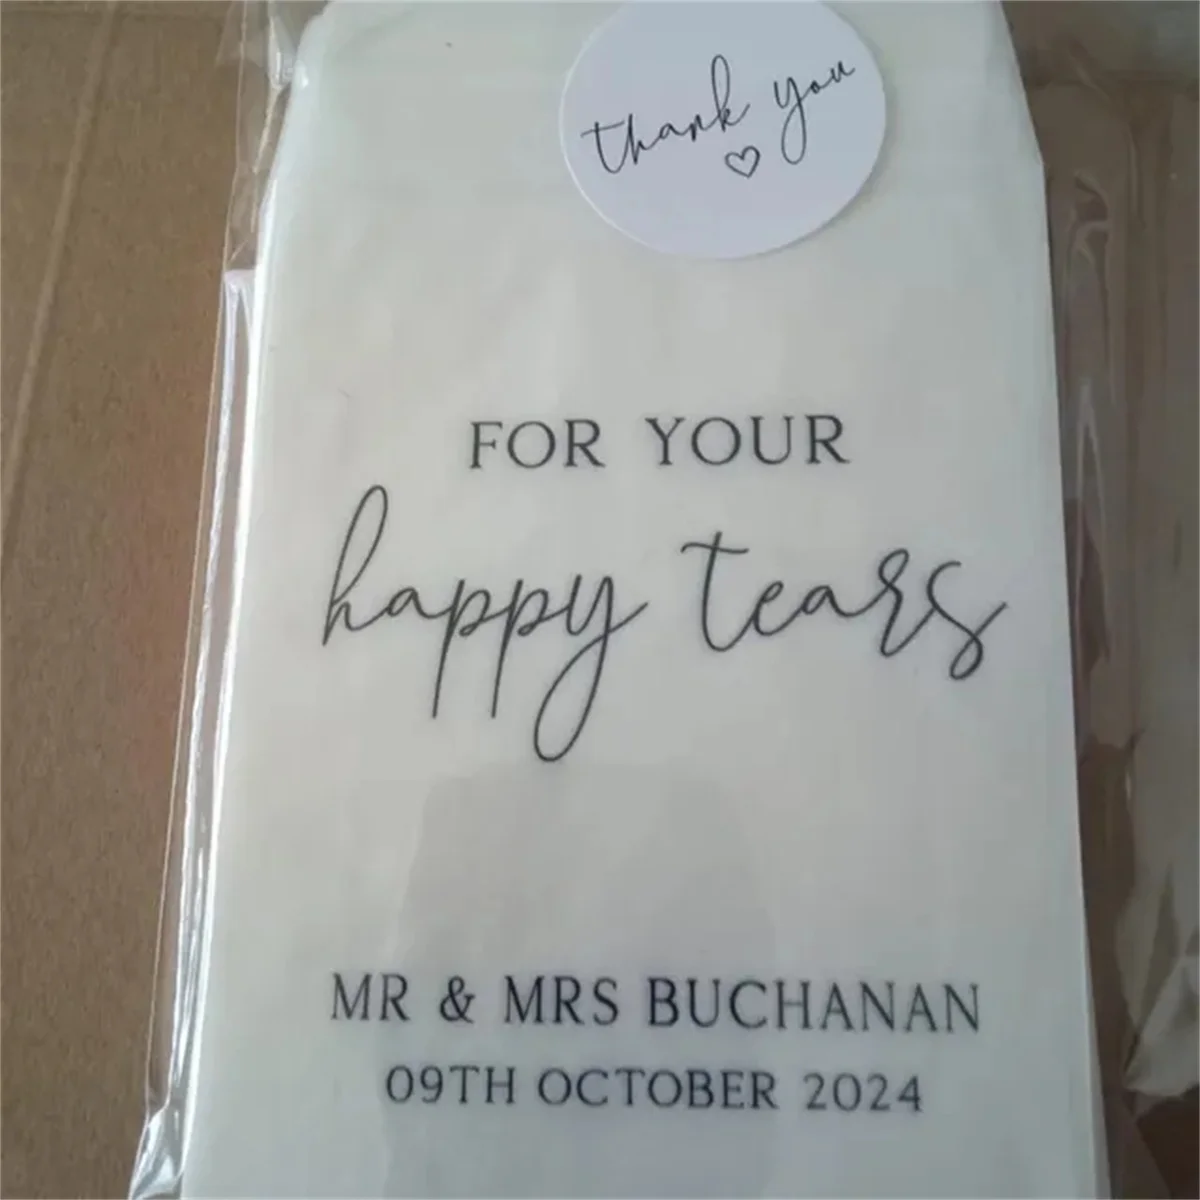 thank you
FOR YOUR
happy tears
MR & MRS BUCHANAN
09TH OCTOBER 2024